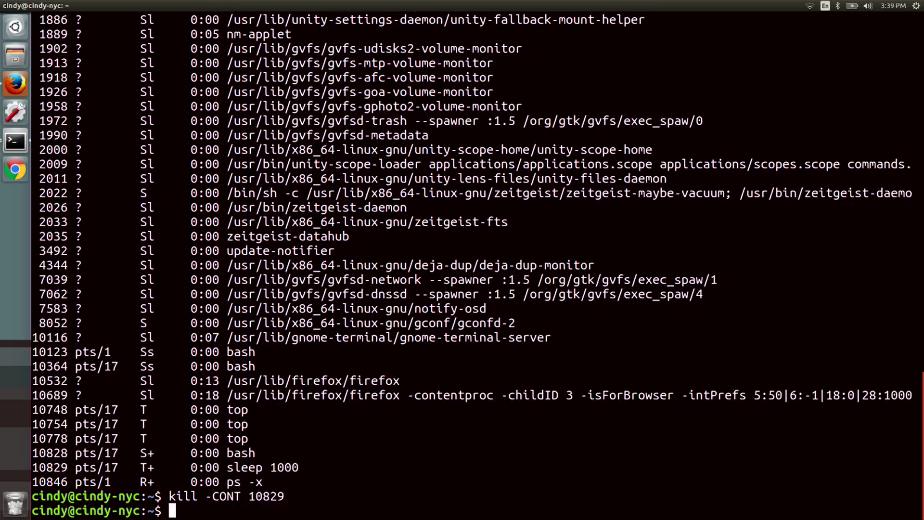 En
3:39 PM
1886 ? Sl 0:00 /usr/lib/unity-settings-daemon/unity-fallback-mount-helper
1889 ? Sl 0:05 nm-applet
1902 ? Sl 0:00 /usr/lib/gvfs/gvfs-udisks2-volume-monitor
1913 ? Sl 0:00 /usr/lib/gvfs/gvfs-mtp-volume-monitor
1918 ? Sl 0:00 /usr/lib/gvfs/gvfs-afc-volume-monitor
1926 ? Sl 0:00 /usr/lib/gvfs/gvfs-goa-volume-monitor
1958 ? Sl 0:00 /usr/lib/gvfs/gvfs-gphoto2-volume-monitor
1972 ? Sl 0:00 /usr/lib/gvfs/gvfsd-trash --spawner :1.5 /org/gtk/gvfs/exec_spaw/0
1990 ? Sl 0:00 /usr/lib/gvfs/gvfsd-metadata
2000 ? Sl 0:00 /usr/lib/x86_64-linux-gnu/unity-scope-home/unity-scope-home
2009 ? Sl 0:00 /usr/bin/unity-scope-loader applications/applications.scope applications/scopes.scope commands.
2011 ? Sl 0:00 /usr/lib/x86_64-linux-gnu/unity-lens-files/unity-files-daemon
2022 ? S 0:00 /bin/sh -c /usr/lib/x86_64-linux-gnu/zeitgeist/zeitgeist-maybe-vacuum; /usr/bin/zeitgeist-daemo
2026 ? Sl 0:00 /usr/bin/zeitgeist-daemon
2033 ? Sl 0:00 /usr/lib/x86_64-linux-gnu/zeitgeist-fts
2035 ? Sl 0:00 zeitgeist-datahub
3492 ? Sl 0:00 update-notifier
4344 ? Sl 0:00 /usr/lib/x86_64-linux-gnu/deja-dup/deja-dup-monitor
7039 ? Sl 0:00 /usr/lib/gvfs/gvfsd-network --spawner :1.5 /org/gtk/gvfs/exec_spaw/1
7062 ? Sl 0:00 /usr/lib/gvfs/gvfsd-dnssd --spawner :1.5 /org/gtk/gvfs/exec_spaw/4
7583 ? Sl 0:00 /usr/lib/x86_64-linux-gnu/notify-osd
8052 ? S 0:00 /usr/lib/x86_64-linux-gnu/gconf/gconfd-2
10116 ? Sl 0:07 /usr/lib/gnome-terminal/gnome-terminal-server
10123 pts/1 Ss 0:00 bash
10364 pts/17 Ss 0:00 bash
10532 ? Sl 0:13 /usr/lib/firefox/firefox
10689 ? Sl 0:18 /usr/lib/firefox/firefox -contentproc -childID 3 -isForBrowser -intPrefs 5:50|6:-1|18:0|28:1000
10748 pts/17 T 0:00 top
10754 pts/17 T 0:00 top
10778 pts/17 T 0:00 top
10828 pts/17 S+ 0:00 bash
10829 pts/17 T+ 0:00 sleep 1000
10846 pts/1 R+ 0:00 ps -x
cindy@cindy-nyc:~$ kill -CONT 10829
cindy@cindy-nyc:~$